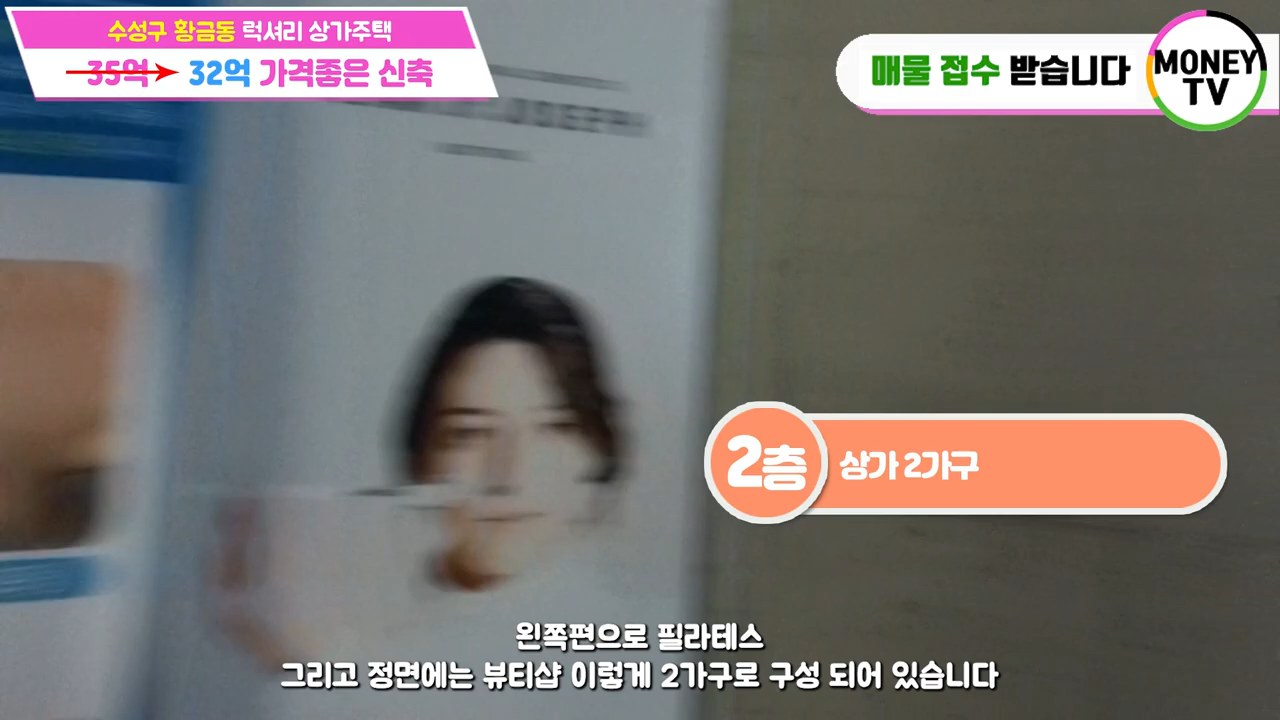 수성구 황금동 럭셔리 상가주택
35억 32억 가격좋은 신축
매물 접수 받습니다
MONEY
TV
2층 상가 2가구
왼쪽편으로 필라테스
그리고 정면에는 뷰티샵 이렇게 2가구로 구성 되어 있습니다